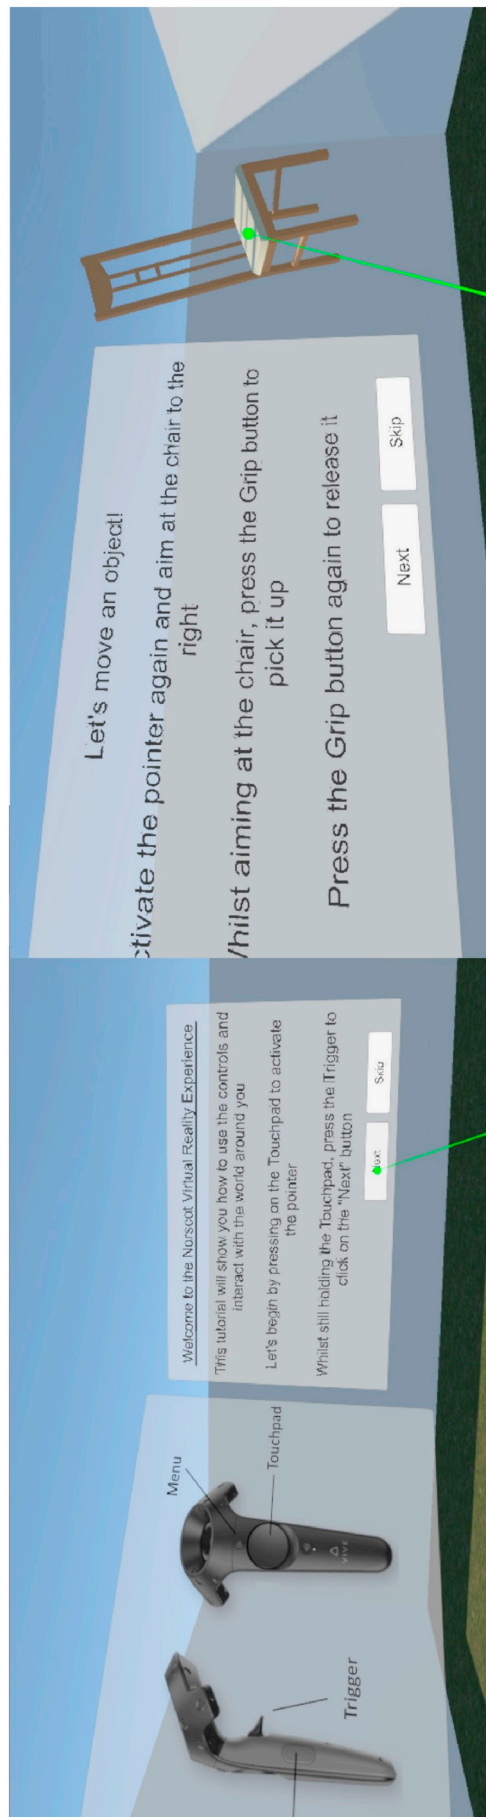 Menu
Touchpad
VIVE
Trigger
Welcome to the Nurscot Virtual Reality Experience
This tutorial will show you how to use the controls and
interact with the world around you
Let's begin by pressing on the Touchpad to activate
the pointer
Whilst still holding the Touchpad, press the Trigger to
click on the "Next" button
Next
Skip
Let's move an object!
ctivate the pointer again and aim at the chair to the
right
hilst aiming at the chair, press the Grip button to
pick it up
Press the Grip button again to release it
Next
Skip